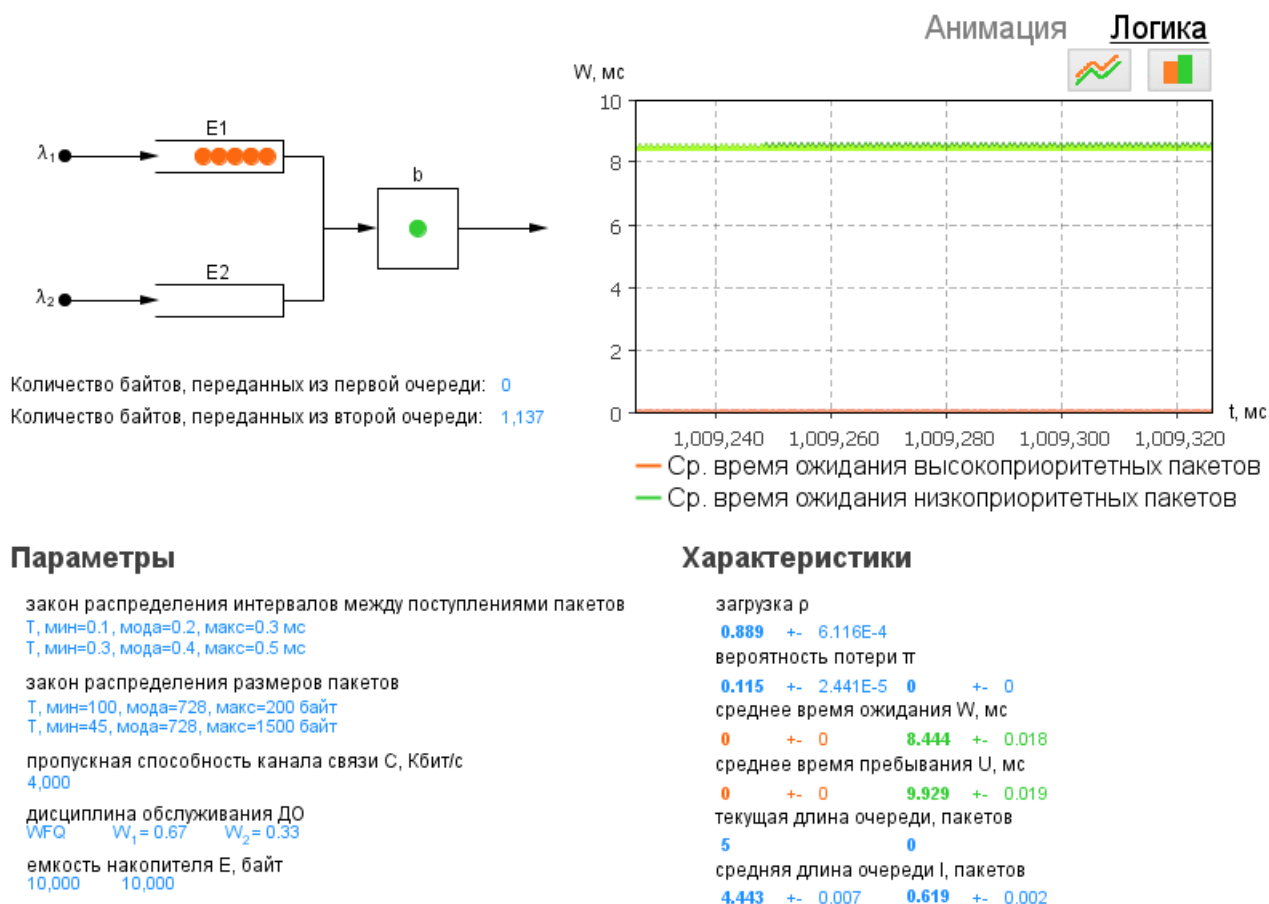 Анимация Логика
W, мс
10
8
6
4
2
0
1,009,240 1,009,260 1,009,280 1,009,300 1,009,320
t, мс
Ср. время ожидания высокоприоритетных пакетов
Ср. время ожидания низкоприоритетных пакетов
λ₁
E1
b
λ₂
E2
Количество байтов, переданных из первой очереди: 0
Количество байтов, переданных из второй очереди: 1,137
Параметры
закон распределения интервалов между поступлениями пакетов
Т, мин=0.1, мода=0.2, макс=0.3 мс
Т, мин=0.3, мода=0.4, макс=0.5 мс
закон распределения размеров пакетов
Т, мин=100, мода=728, макс=200 байт
Т, мин=45, мода=728, макс=1500 байт
пропускная способность канала связи С, Кбит/с
4,000
дисциплина обслуживания ДО
WFQ W₁ = 0.67 W₂ = 0.33
емкость накопителя Е, байт
10,000 10,000
Характеристики
загрузка ρ
0.889 +- 6.116E-4
вероятность потери π
0.115 +- 2.441E-5 0 +- 0
среднее время ожидания W, мс
0 +- 0 8.444 +- 0.018
среднее время пребывания U, мс
0 +- 0 9.929 +- 0.019
текущая длина очереди, пакетов
5 0
средняя длина очереди l, пакетов
4.443 +- 0.007 0.619 +- 0.002